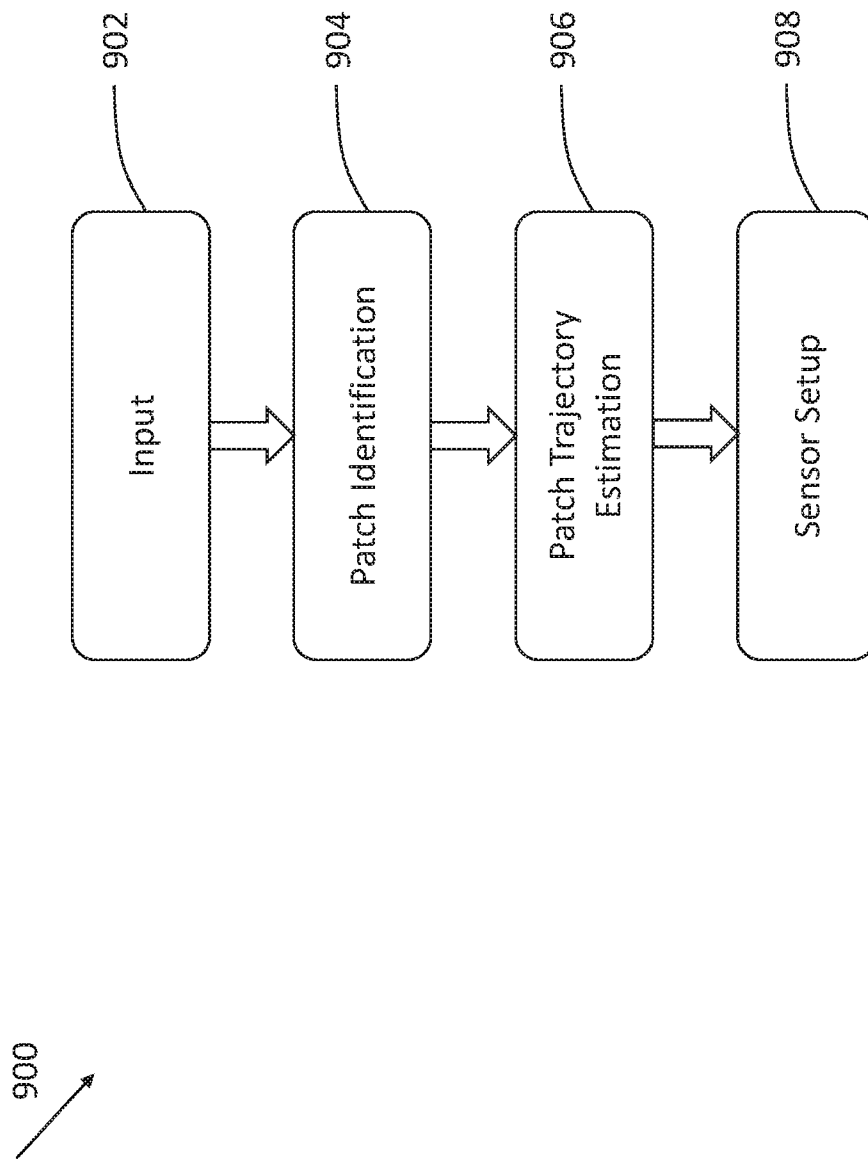 900
Input
902
Patch Identification
904
Patch Trajectory
Estimation
906
Sensor Setup
908